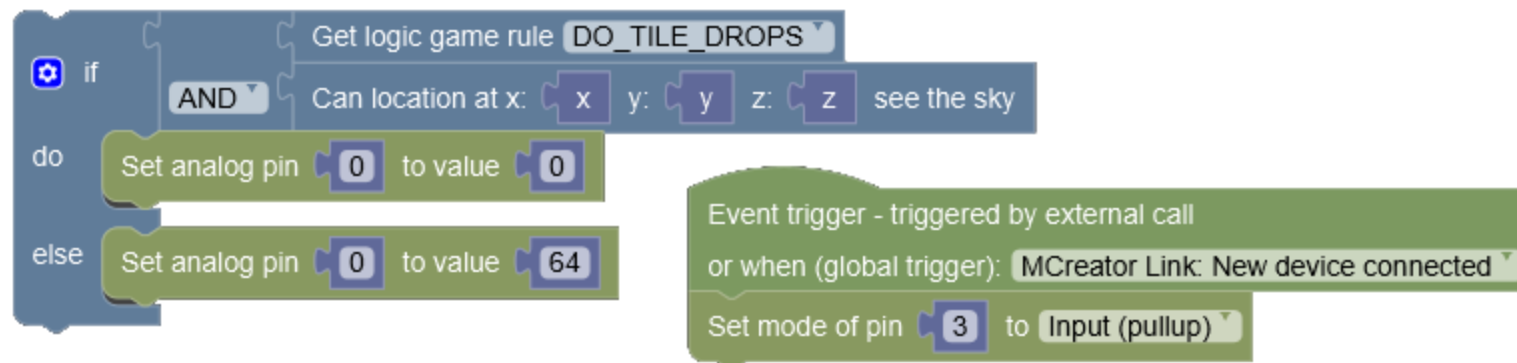 Get logic game rule DO_TILE_DROPS
if
AND Can location at x: x y: y z: z see the sky
do Set analog pin 0 to value 0
else Set analog pin 0 to value 64
Event trigger - triggered by external call
or when (global trigger): MCreator Link: New device connected
Set mode of pin 3 to Input (pullup)